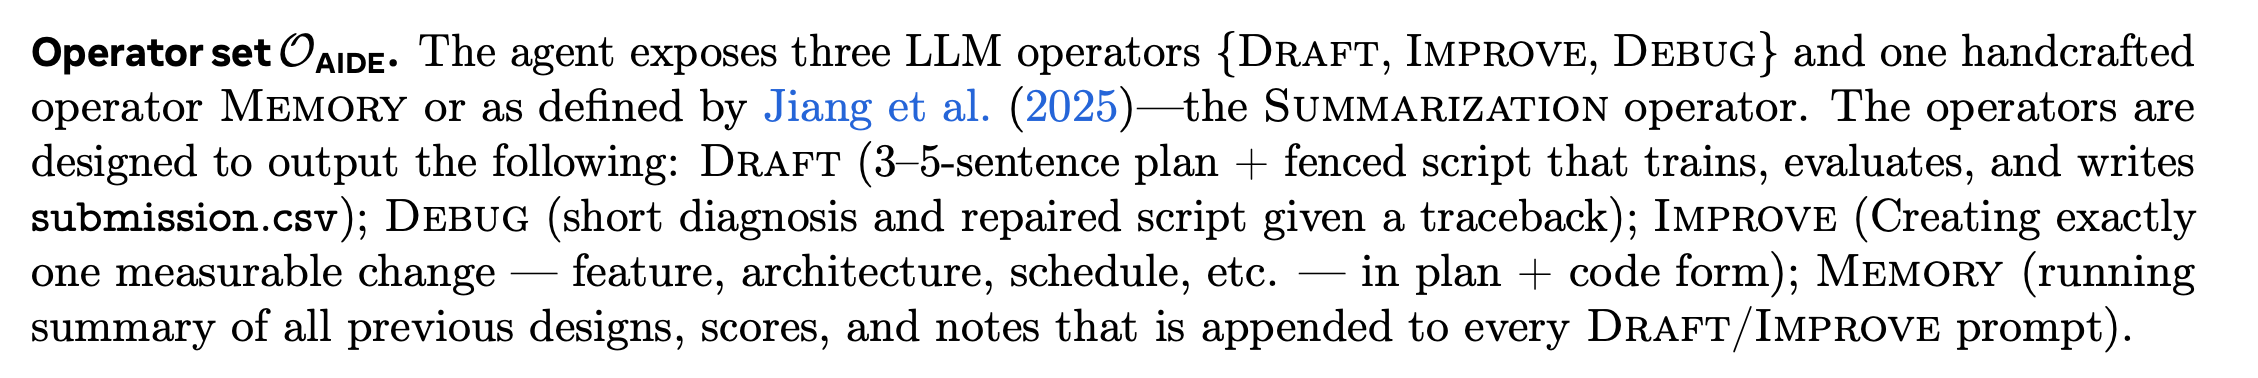 Operator set 𝒪AIDE. The agent exposes three LLM operators {DRAFT, IMPROVE, DEBUG} and one handcrafted
operator MEMORY or as defined by Jiang et al. (2025)—the SUMMARIZATION operator. The operators are
designed to output the following: DRAFT (3–5-sentence plan + fenced script that trains, evaluates, and writes
submission.csv); DEBUG (short diagnosis and repaired script given a traceback); IMPROVE (Creating exactly
one measurable change — feature, architecture, schedule, etc. — in plan + code form); MEMORY (running
summary of all previous designs, scores, and notes that is appended to every DRAFT/IMPROVE prompt).